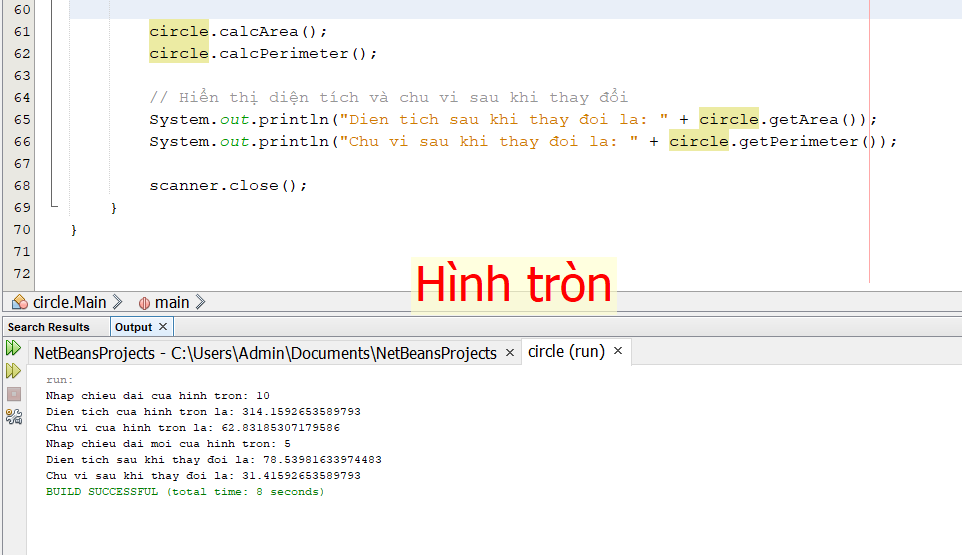 60
61 circle.calcArea();
62 circle.calcPerimeter();
63
64 // Hiển thị diện tích và chu vi sau khi thay đổi
65 System.out.println("Dien tich sau khi thay doi la: " + circle.getArea());
66 System.out.println("Chu vi sau khi thay doi la: " + circle.getPerimeter());
67
68 scanner.close();
69 }
70 }
71
72
Hình tròn
circle.Main main
Search Results Output ×
NetBeansProjects - C:\Users\Admin\Documents\NetBeansProjects × circle (run) ×
run:
Nhap chieu dai cua hinh tron: 10
Dien tich cua hinh tron la: 314.1592653589793
Chu vi cua hinh tron la: 62.83185307179586
Nhap chieu dai moi cua hinh tron: 5
Dien tich sau khi thay doi la: 78.53981633974483
Chu vi sau khi thay doi la: 31.41592653589793
BUILD SUCCESSFUL (total time: 8 seconds)